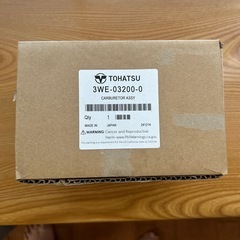 TOHATSU
3WE-03200-0
CARBURETOR ASSY
Qty 1
MADE IN JAPAN
WARNING: Cancer and Reproductive
Harm- www.P65Warnings.ca.gov